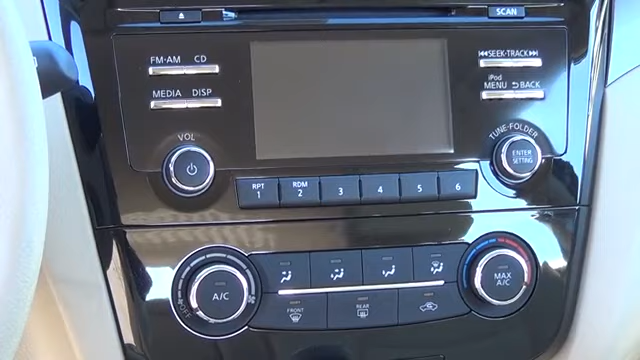 SCAN
FM·AM CD
SEEK·TRACK
iPod
MENU BACK
MEDIA DISP
VOL
TUNE·FOLDER
ENTER
SETTING
RPT
1
RDM
2
3
4
5
6
A/C
OFF
MAX
A/C
FRONT
REAR